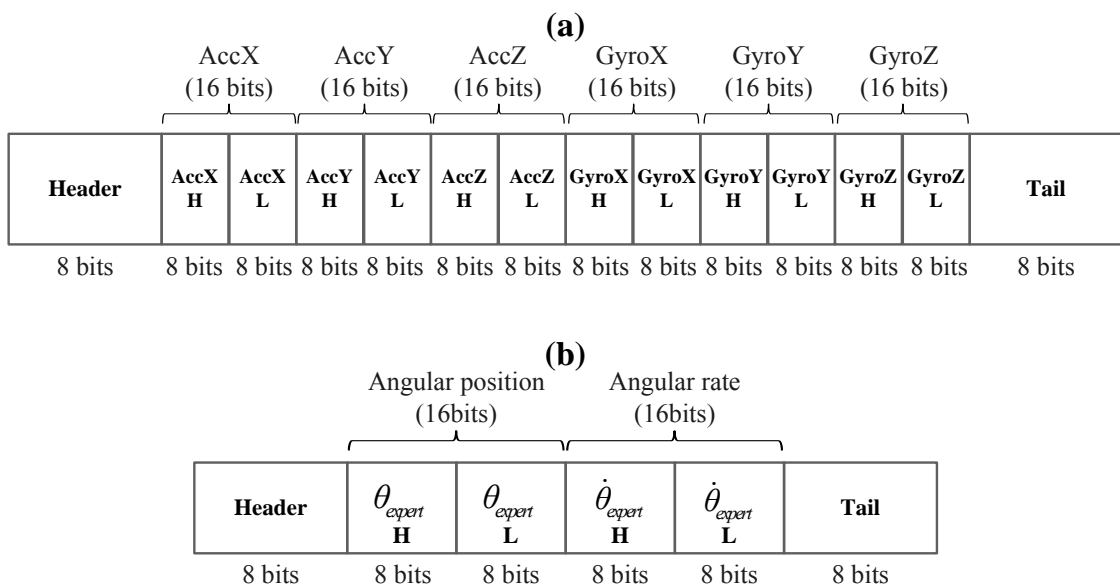 (a)
AccX AccY AccZ GyroX GyroY GyroZ
(16 bits) (16 bits) (16 bits) (16 bits) (16 bits) (16 bits)
Header AccX H AccX L AccY H AccY L AccZ H AccZ L GyroX H GyroX L GyroY H GyroY L GyroZ H GyroZ L Tail
8 bits 8 bits 8 bits 8 bits 8 bits 8 bits 8 bits 8 bits 8 bits 8 bits 8 bits 8 bits 8 bits 8 bits
(b)
Angular position Angular rate
(16bits) (16bits)
Header θexpert H θexpert L θ̇expert H θ̇expert L Tail
8 bits 8 bits 8 bits 8 bits 8 bits 8 bits